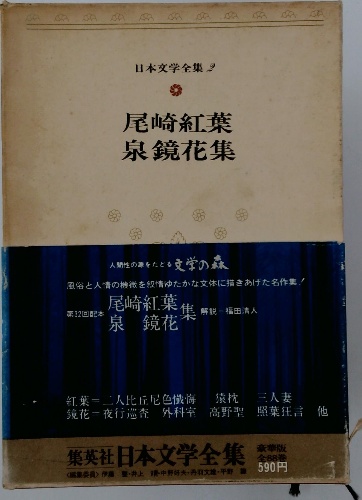 日本文学全集 2
尾崎紅葉
泉鏡花集
人間性の源をたどる 文学の森
風俗と人情の機微を叙情ゆたかな文体に描きあげた名作集！
第32回配本 尾崎紅葉 泉 鏡花 集 解説＝福田清人
紅葉＝二人比丘尼色懺悔 猿枕 三人妻
鏡花＝夜行巡査 外科室 高野聖 照葉狂言 他
集英社 日本文学全集 豪華版 全88巻
590円